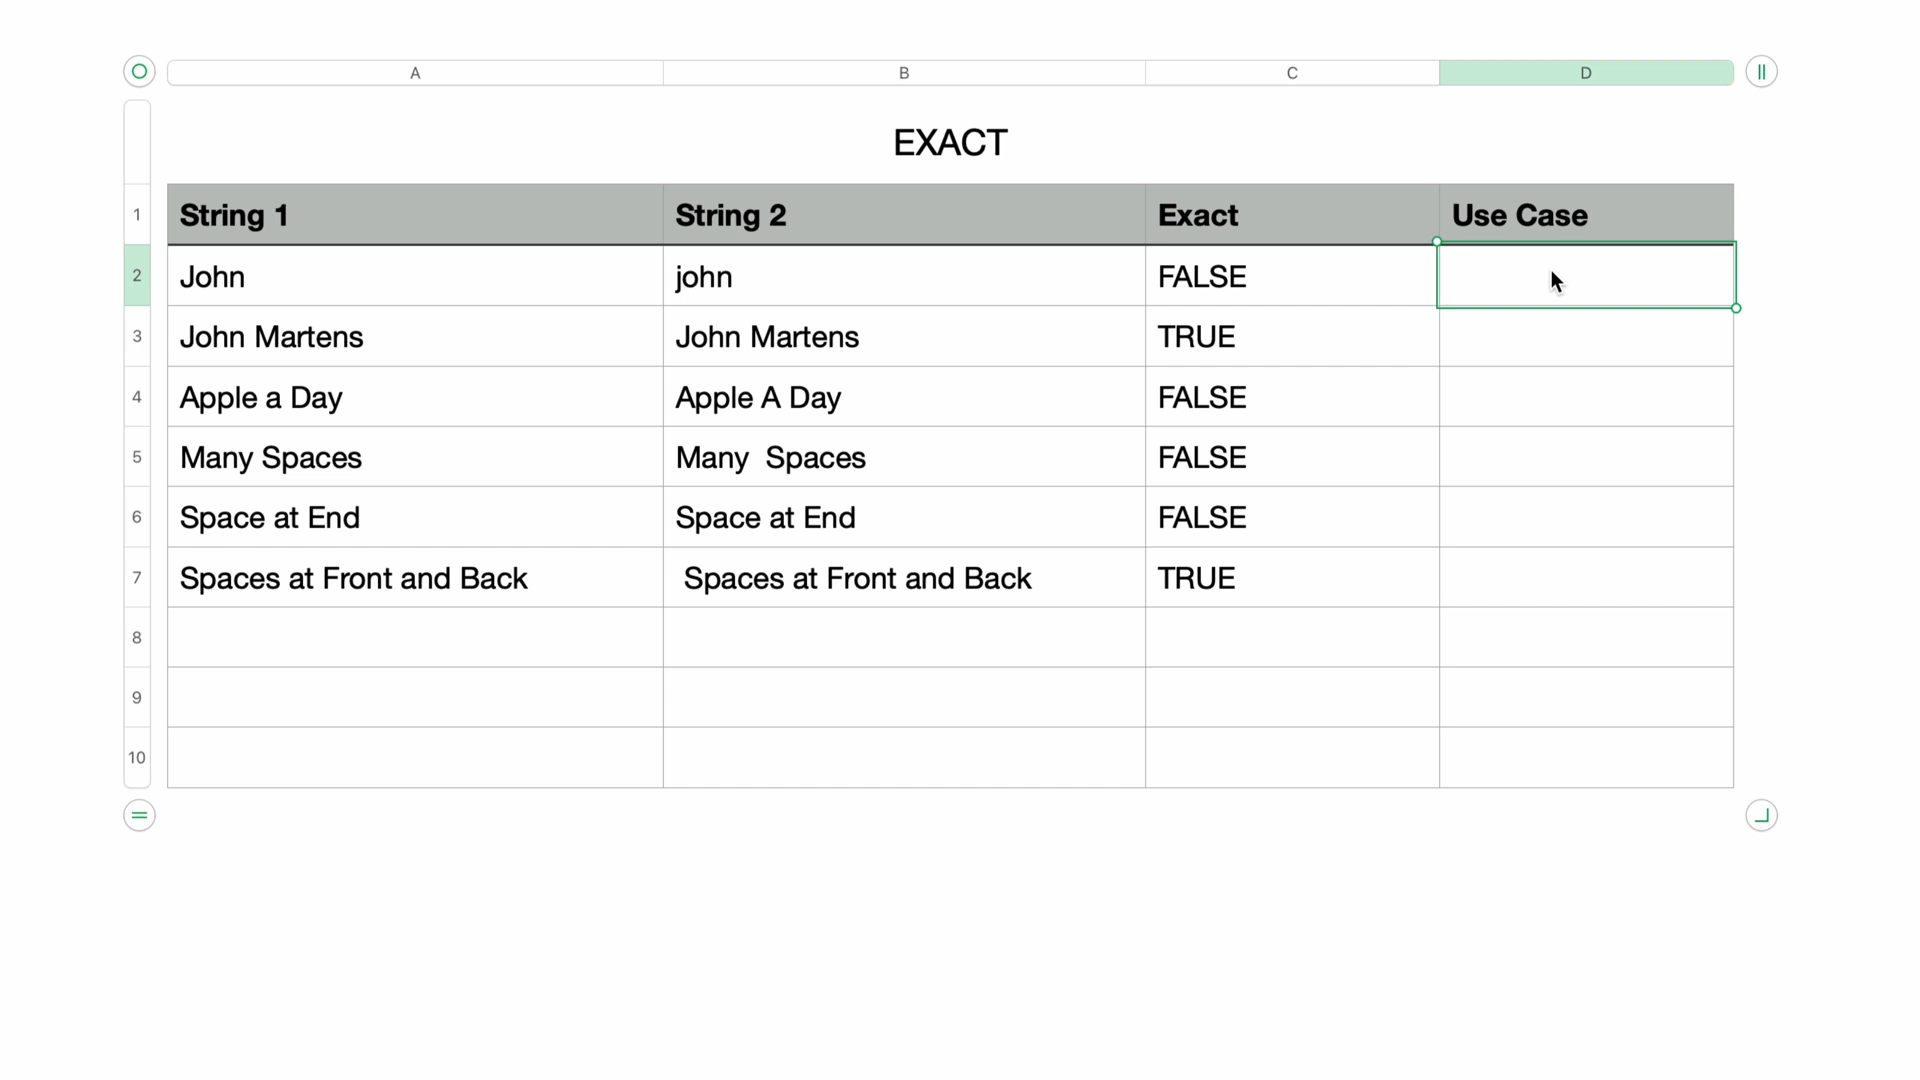 A B C D
EXACT
1 String 1 String 2 Exact Use Case
2 John john FALSE
3 John Martens John Martens TRUE
4 Apple a Day Apple A Day FALSE
5 Many Spaces Many  Spaces FALSE
6 Space at End Space at End FALSE
7 Spaces at Front and Back  Spaces at Front and Back TRUE
8
9
10